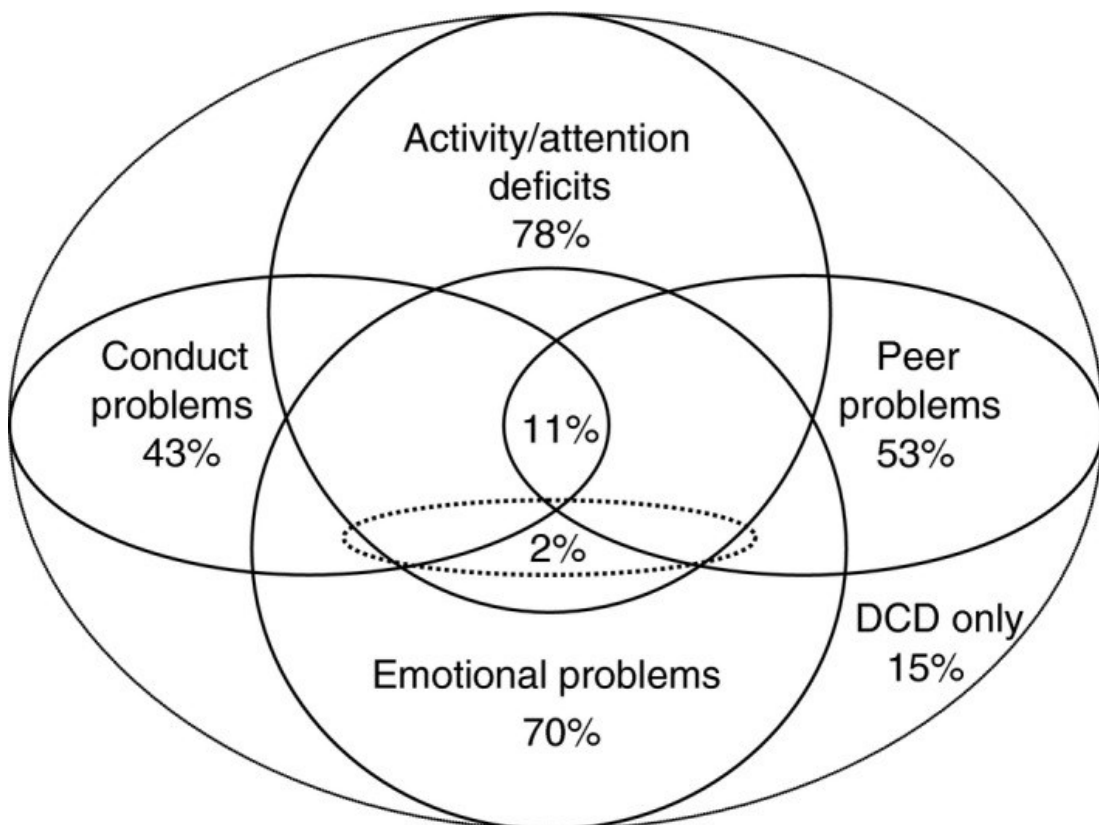 Activity/attention
deficits
78%
Conduct
problems
43%
11%
Peer
problems
53%
2%
DCD only
15%
Emotional problems
70%